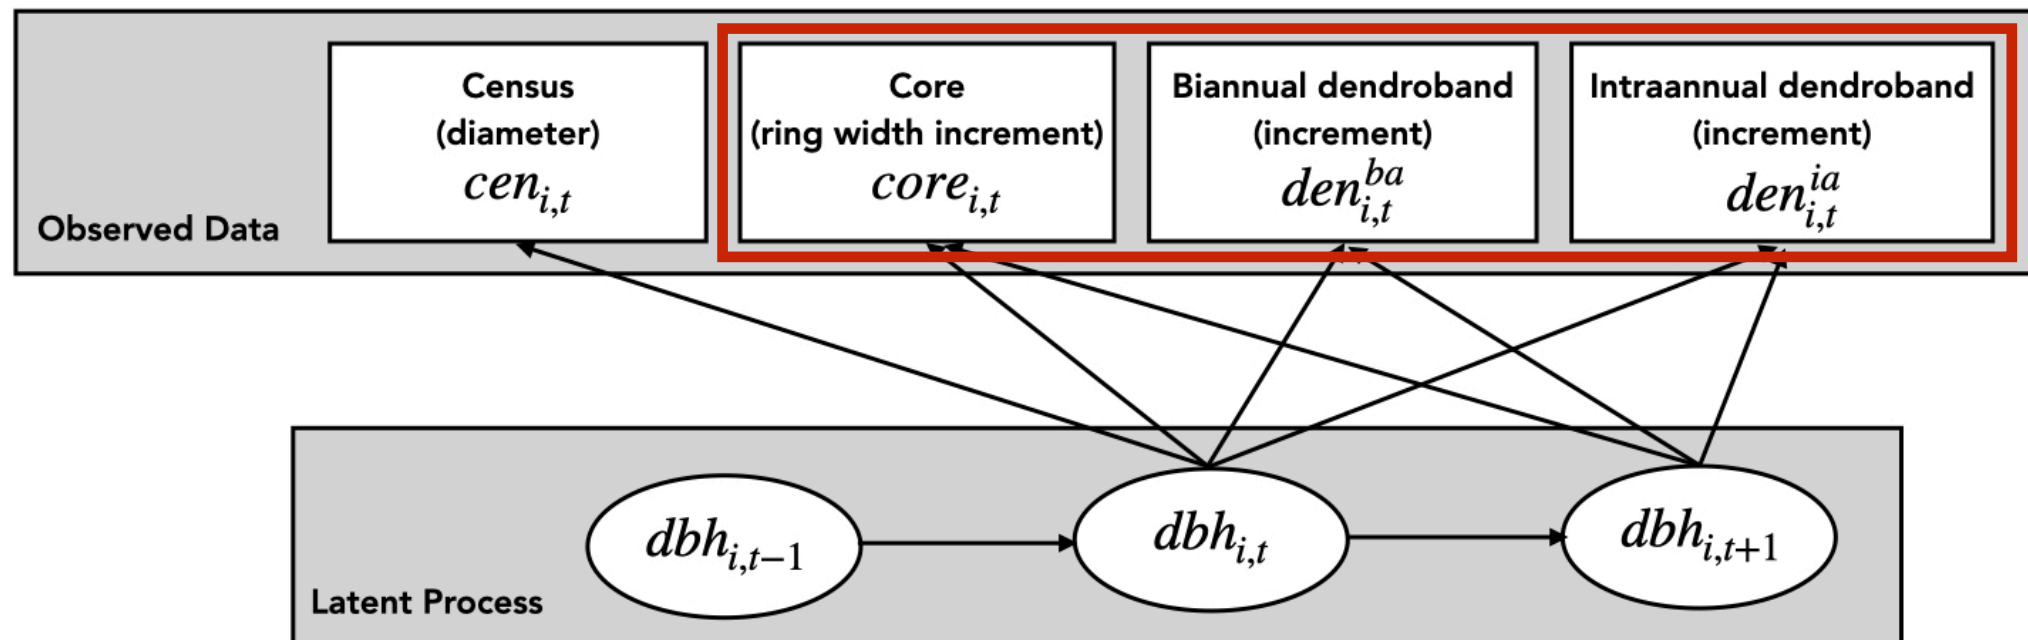 Census
(diameter)
cen_{i,t}
Core
(ring width increment)
core_{i,t}
Biannual dendroband
(increment)
den^{ba}_{i,t}
Intraannual dendroband
(increment)
den^{ia}_{i,t}
Observed Data
dbh_{i,t−1}
dbh_{i,t}
dbh_{i,t+1}
Latent Process